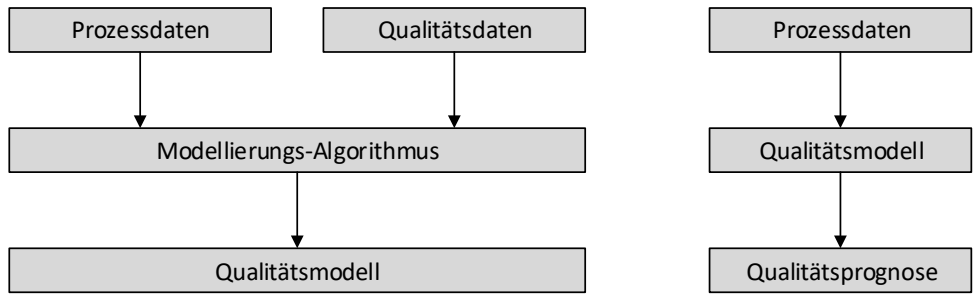 Prozessdaten
Qualitätsdaten
Prozessdaten
Modellierungs-Algorithmus
Qualitätsmodell
Qualitätsmodell
Qualitätsprognose